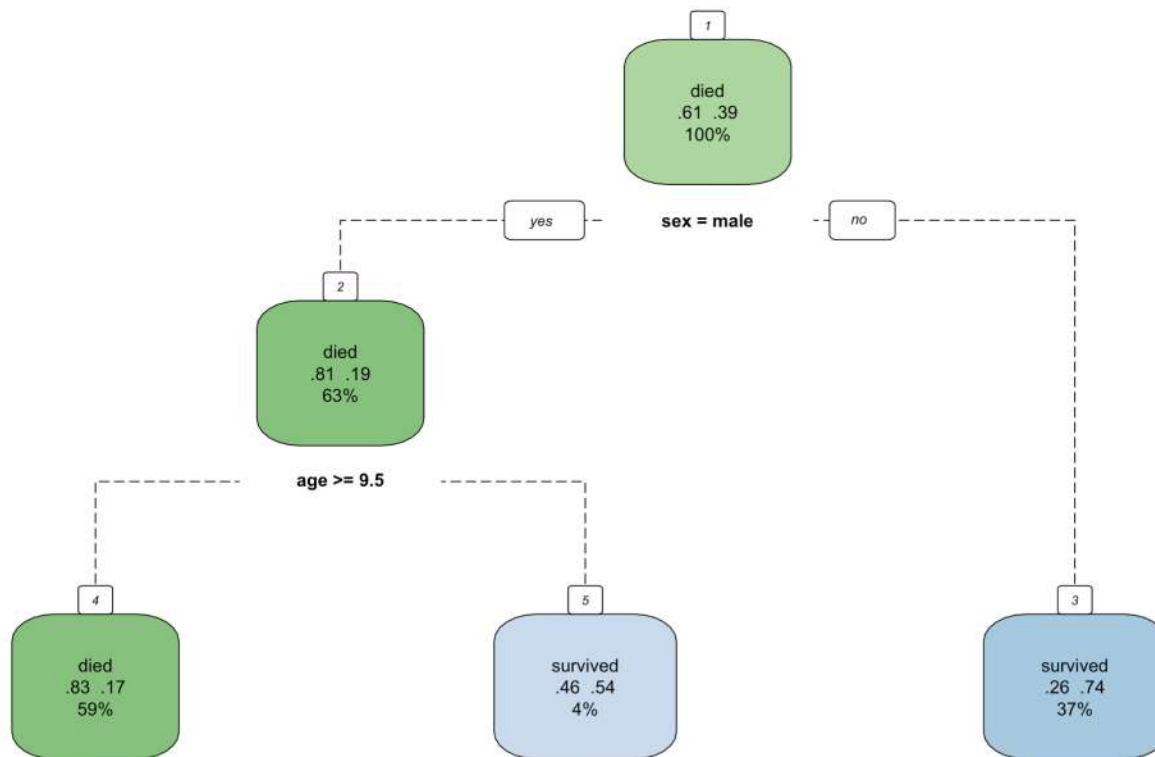 1
died
.61 .39
100%
yes
sex = male
no
2
died
.81 .19
63%
age >= 9.5
4
died
.83 .17
59%
5
survived
.46 .54
4%
3
survived
.26 .74
37%